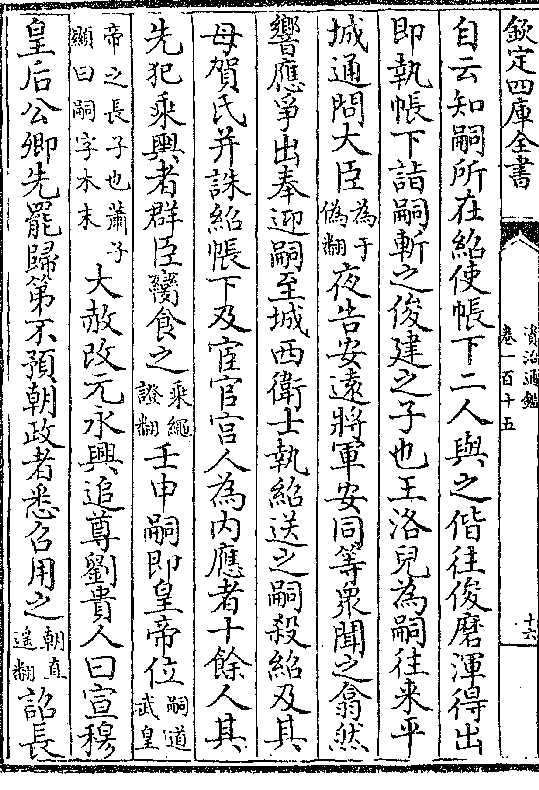 欽定四庫全書
資治通鑑
卷一百十五
十六
自云知嗣所在紹使帳下二人與之偕往俊磨渾得出
即執帳下詣嗣斬之俊建之子也王洛兒為嗣往来平
城通問大臣為于偽翻夜告安逺將軍安同等衆聞之翕然
響應爭出奉迎嗣至城西衛士執紹送之嗣殺紹及其
母賀氏并誅紹帳下及宦官宫人為内應者十餘人其
先犯乘輿者群臣臠食之乘繩證翻壬申嗣即皇帝位嗣道武皇
帝之長子也蕭子顯曰嗣字木末大赦改元永興追尊劉貴人曰宣穆
皇后公卿先罷歸第不預朝政者悉召用之朝直遥翻詔長